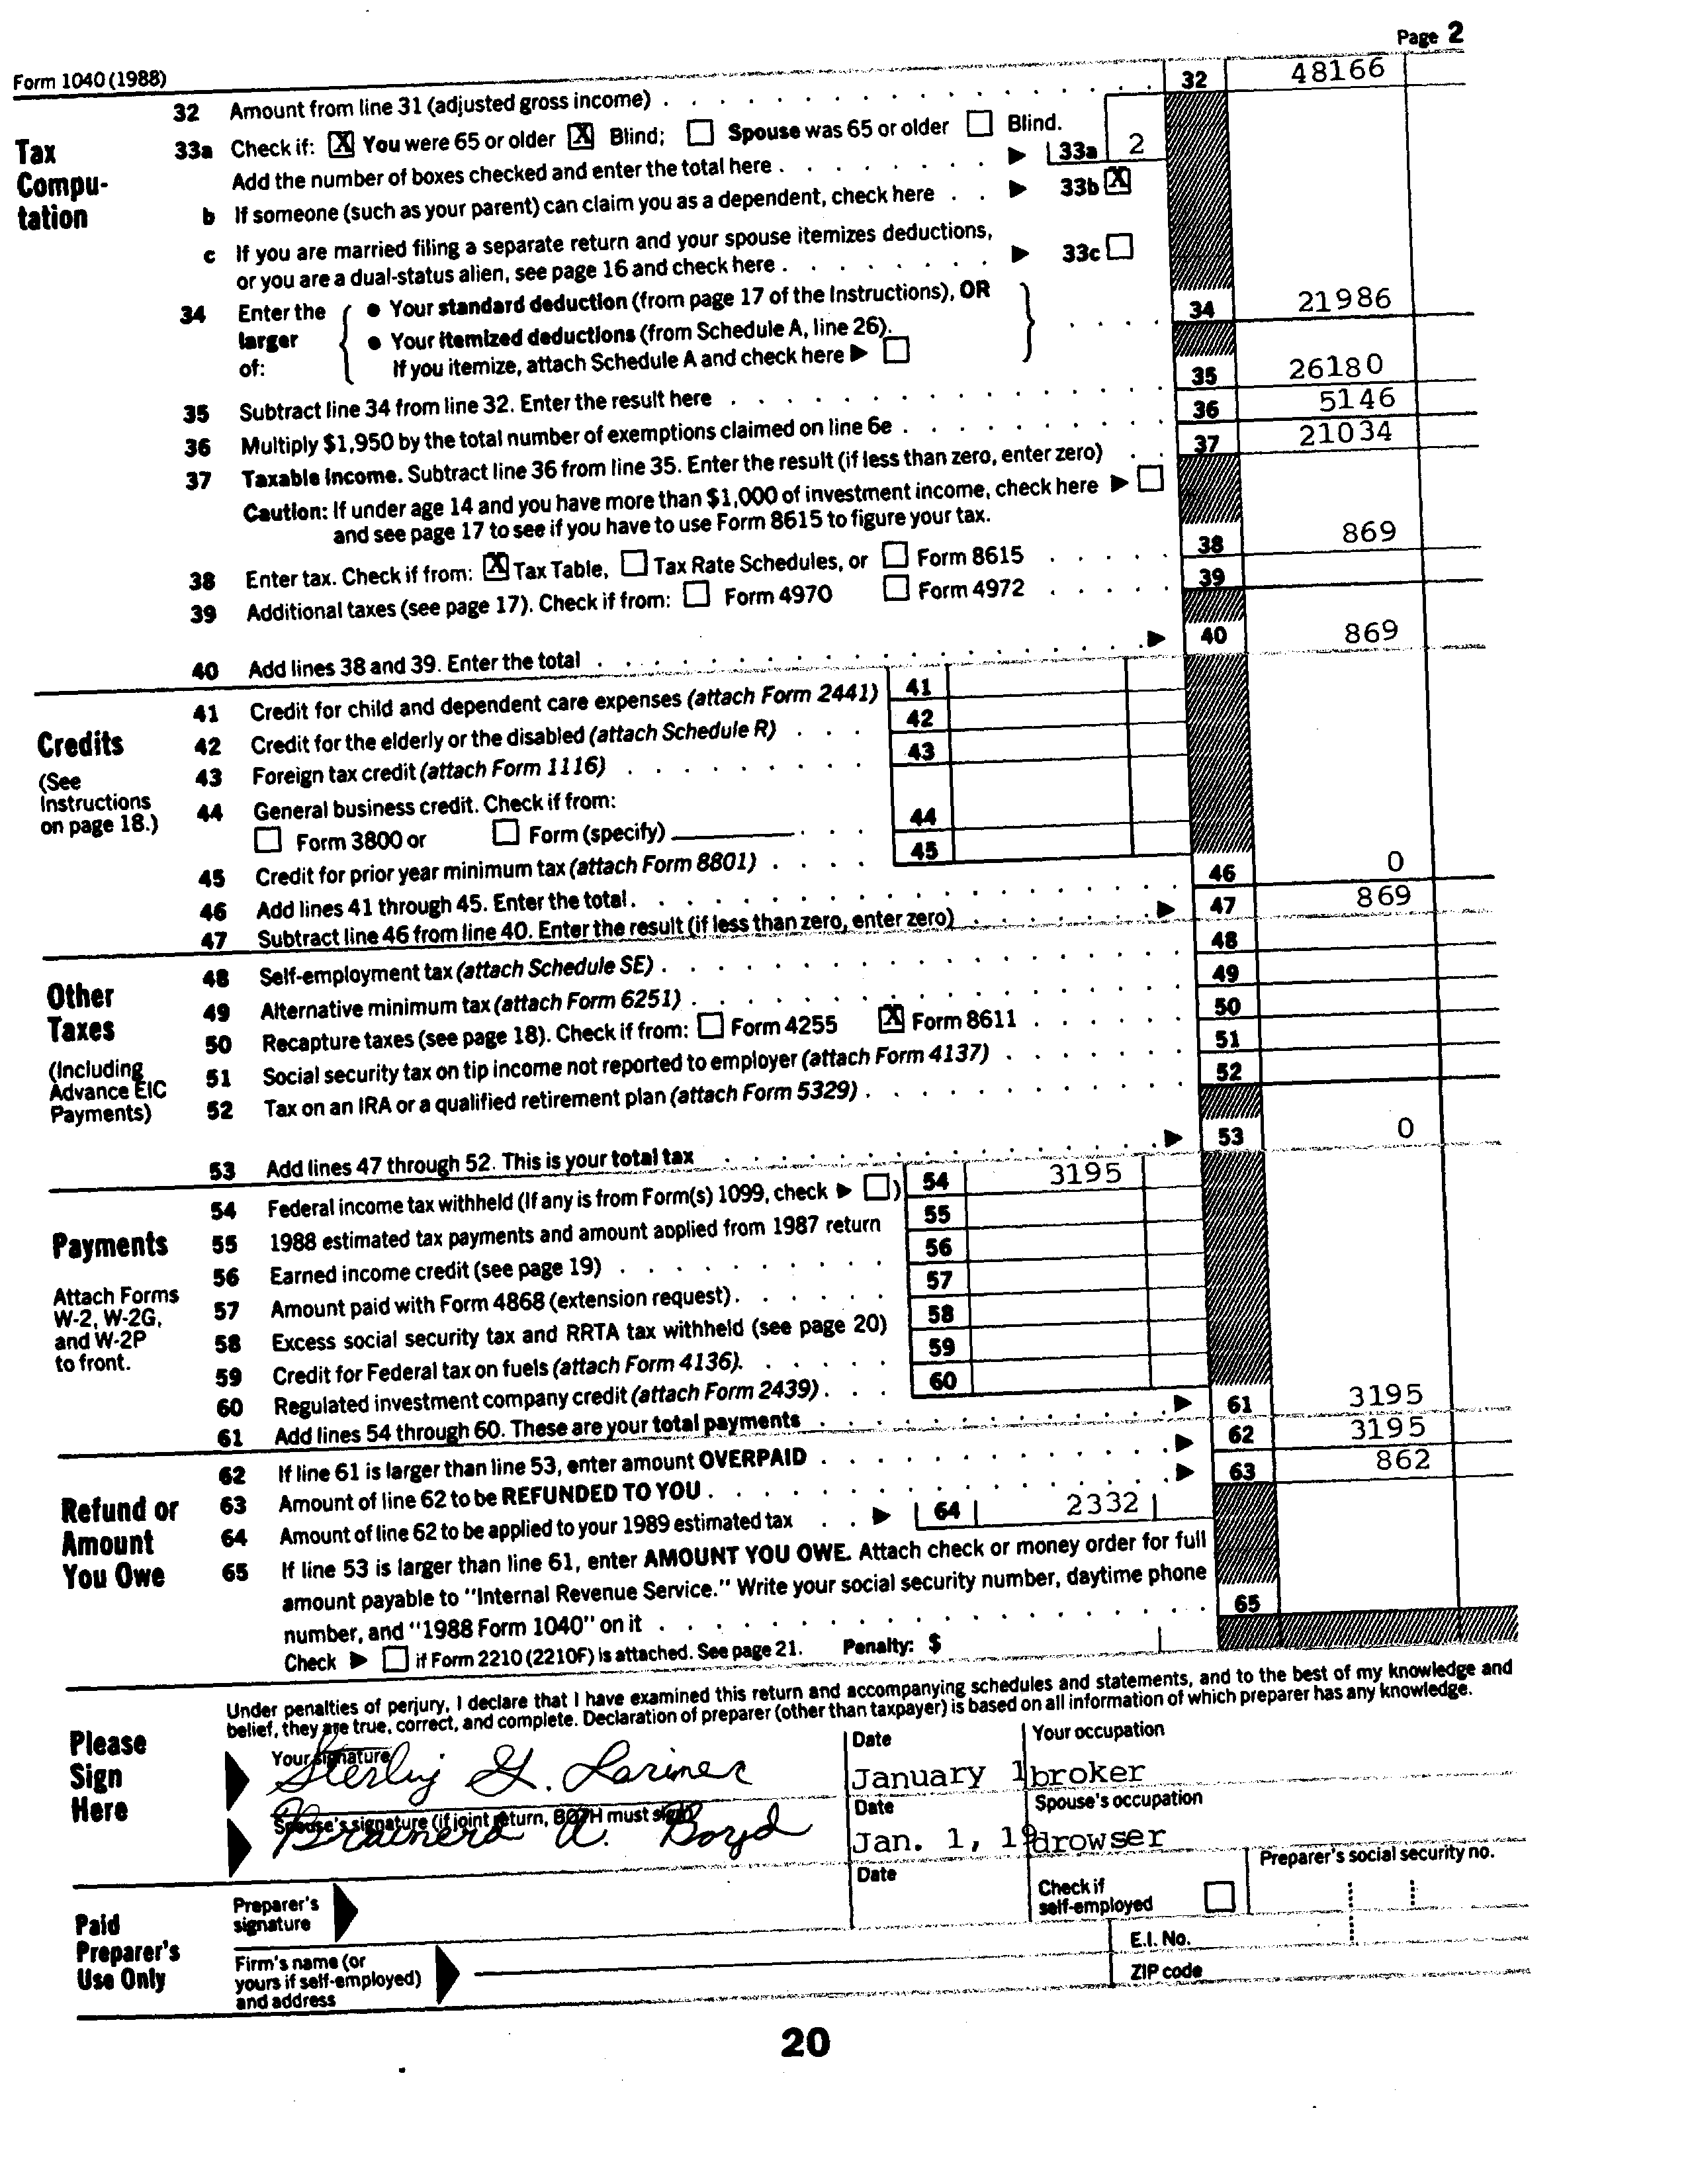 Page 2
Form 1040 (1988)
32 Amount from line 31 (adjusted gross income) 32 48166
Tax Compu-tation
33a Check if: X You were 65 or older X Blind; Spouse was 65 or older Blind.
Add the number of boxes checked and enter the total here 33a 2
b If someone (such as your parent) can claim you as a dependent, check here 33b X
c If you are married filing a separate return and your spouse itemizes deductions,
or you are a dual-status alien, see page 16 and check here 33c
34 Enter the larger of: { • Your standard deduction (from page 17 of the Instructions), OR
• Your itemized deductions (from Schedule A, line 26).
If you itemize, attach Schedule A and check here ▶ } 34 21986
35 Subtract line 34 from line 32. Enter the result here 35 26180
36 Multiply $1,950 by the total number of exemptions claimed on line 6e 36 5146
37 Taxable income. Subtract line 36 from line 35. Enter the result (if less than zero, enter zero) 37 21034
Caution: If under age 14 and you have more than $1,000 of investment income, check here ▶
and see page 17 to see if you have to use Form 8615 to figure your tax.
38 Enter tax. Check if from: X Tax Table, Tax Rate Schedules, or Form 8615 38 869
39 Additional taxes (see page 17). Check if from: Form 4970 Form 4972 39
40 Add lines 38 and 39. Enter the total ▶ 40 869
Credits
(See Instructions on page 18.)
41 Credit for child and dependent care expenses (attach Form 2441) 41
42 Credit for the elderly or the disabled (attach Schedule R) 42
43 Foreign tax credit (attach Form 1116) 43
44 General business credit. Check if from:
Form 3800 or Form (specify) 44
45 Credit for prior year minimum tax (attach Form 8801) 45
46 Add lines 41 through 45. Enter the total 46 0
47 Subtract line 46 from line 40. Enter the result (if less than zero, enter zero) ▶ 47 869
Other Taxes
(Including Advance EIC Payments)
48 Self-employment tax (attach Schedule SE) 48
49 Alternative minimum tax (attach Form 6251) 49
50 Recapture taxes (see page 18). Check if from: Form 4255 X Form 8611 50
51 Social security tax on tip income not reported to employer (attach Form 4137) 51
52 Tax on an IRA or a qualified retirement plan (attach Form 5329) 52
53 Add lines 47 through 52. This is your total tax ▶ 53 0
Payments
Attach Forms W-2, W-2G, and W-2P to front.
54 Federal income tax withheld (If any is from Form(s) 1099, check ▶ ) 54 3195
55 1988 estimated tax payments and amount applied from 1987 return 55
56 Earned income credit (see page 19) 56
57 Amount paid with Form 4868 (extension request) 57
58 Excess social security tax and RRTA tax withheld (see page 20) 58
59 Credit for Federal tax on fuels (attach Form 4136) 59
60 Regulated investment company credit (attach Form 2439) 60
61 Add lines 54 through 60. These are your total payments ▶ 61 3195
Refund or Amount You Owe
62 If line 61 is larger than line 53, enter amount OVERPAID ▶ 62 3195
63 Amount of line 62 to be REFUNDED TO YOU ▶ 63 862
64 Amount of line 62 to be applied to your 1989 estimated tax ▶ 64 2332
65 If line 53 is larger than line 61, enter AMOUNT YOU OWE. Attach check or money order for full
amount payable to "Internal Revenue Service." Write your social security number, daytime phone
number, and "1988 Form 1040" on it 65
Check ▶ if Form 2210 (2210F) is attached. See page 21. Penalty: $
Under penalties of perjury, I declare that I have examined this return and accompanying schedules and statements, and to the best of my knowledge and
belief, they are true, correct, and complete. Declaration of preparer (other than taxpayer) is based on all information of which preparer has any knowledge.
Please Sign Here
Your signature Date Your occupation
Sterling G. Lariner January 1 broker
Spouse's signature (if joint return, BOTH must sign) Date Spouse's occupation
Brainerd A. Boyd Jan. 1, 19 drowser
Paid Preparer's Use Only
Preparer's signature Date Check if self-employed Preparer's social security no.
Firm's name (or yours if self-employed) and address
E.I. No.
ZIP code
20